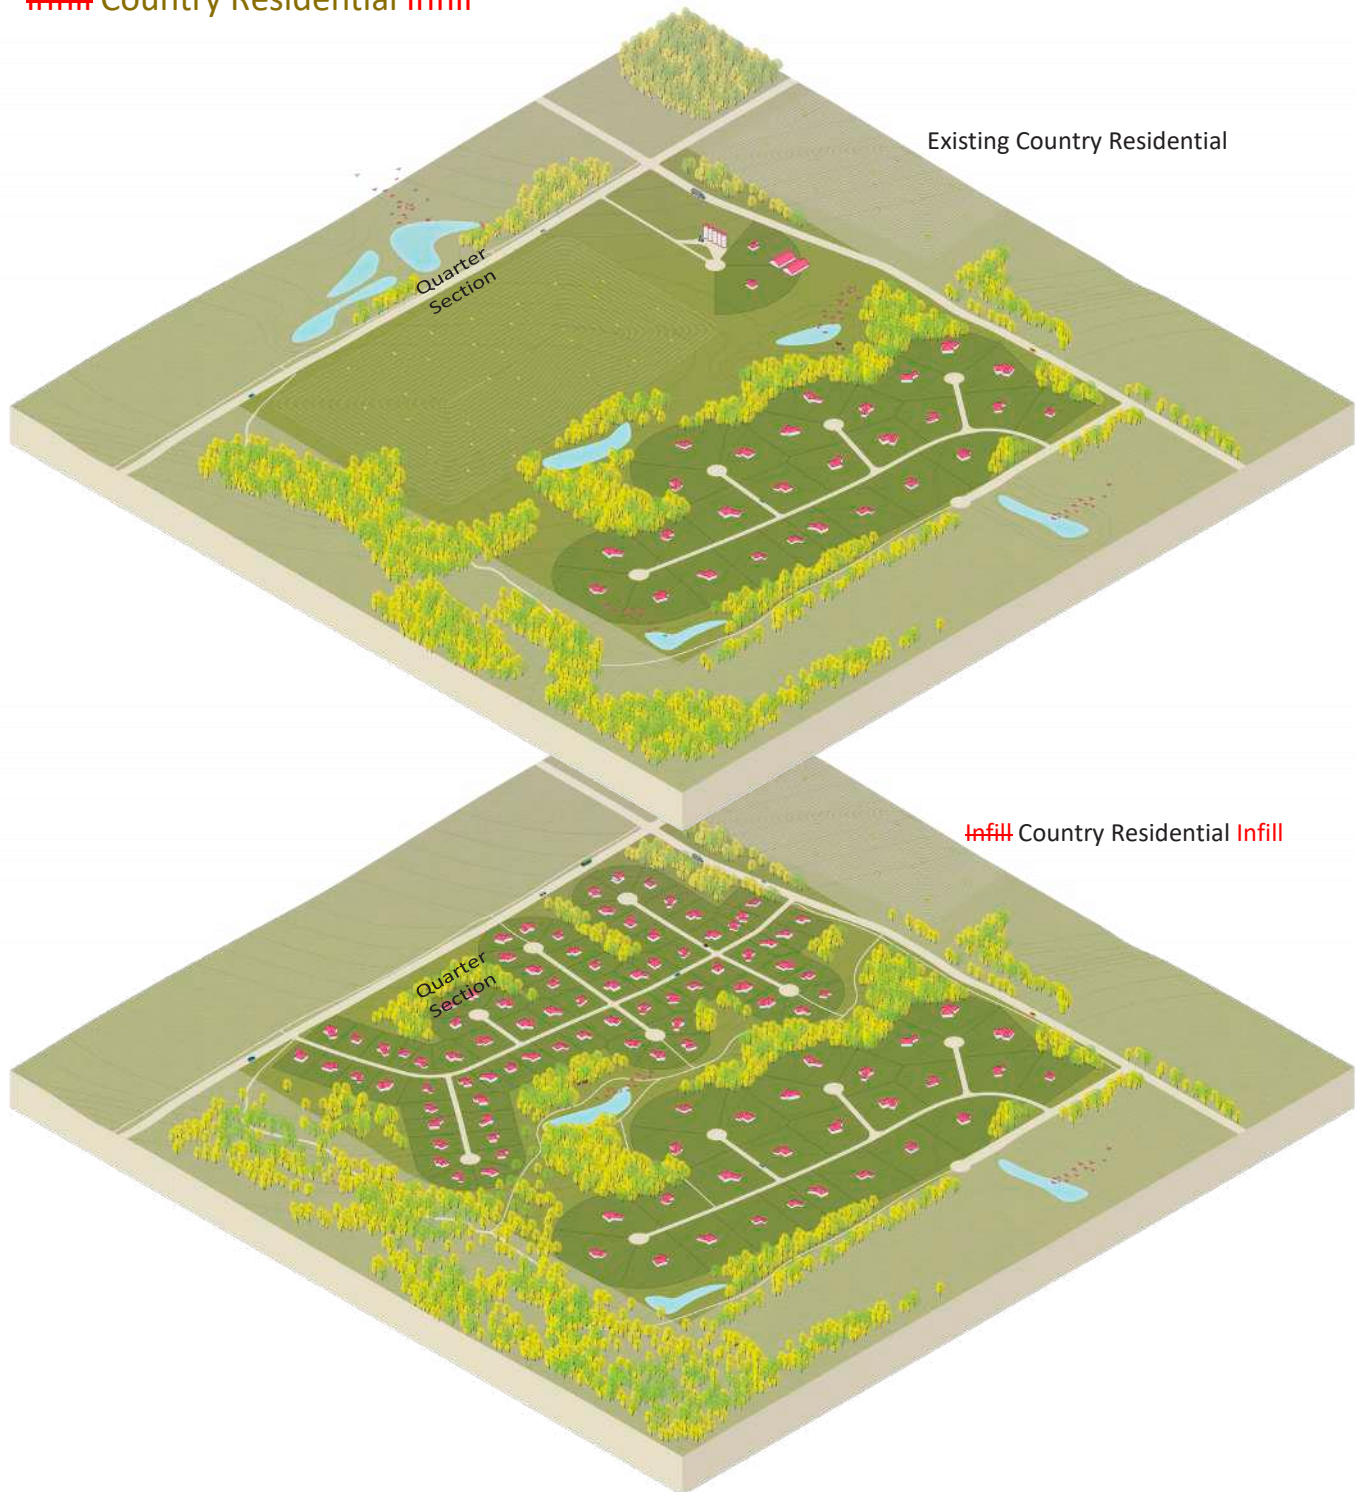 Infill Country Residential Infill
Existing Country Residential
Quarter
Section
Infill Country Residential Infill
Quarter
Section